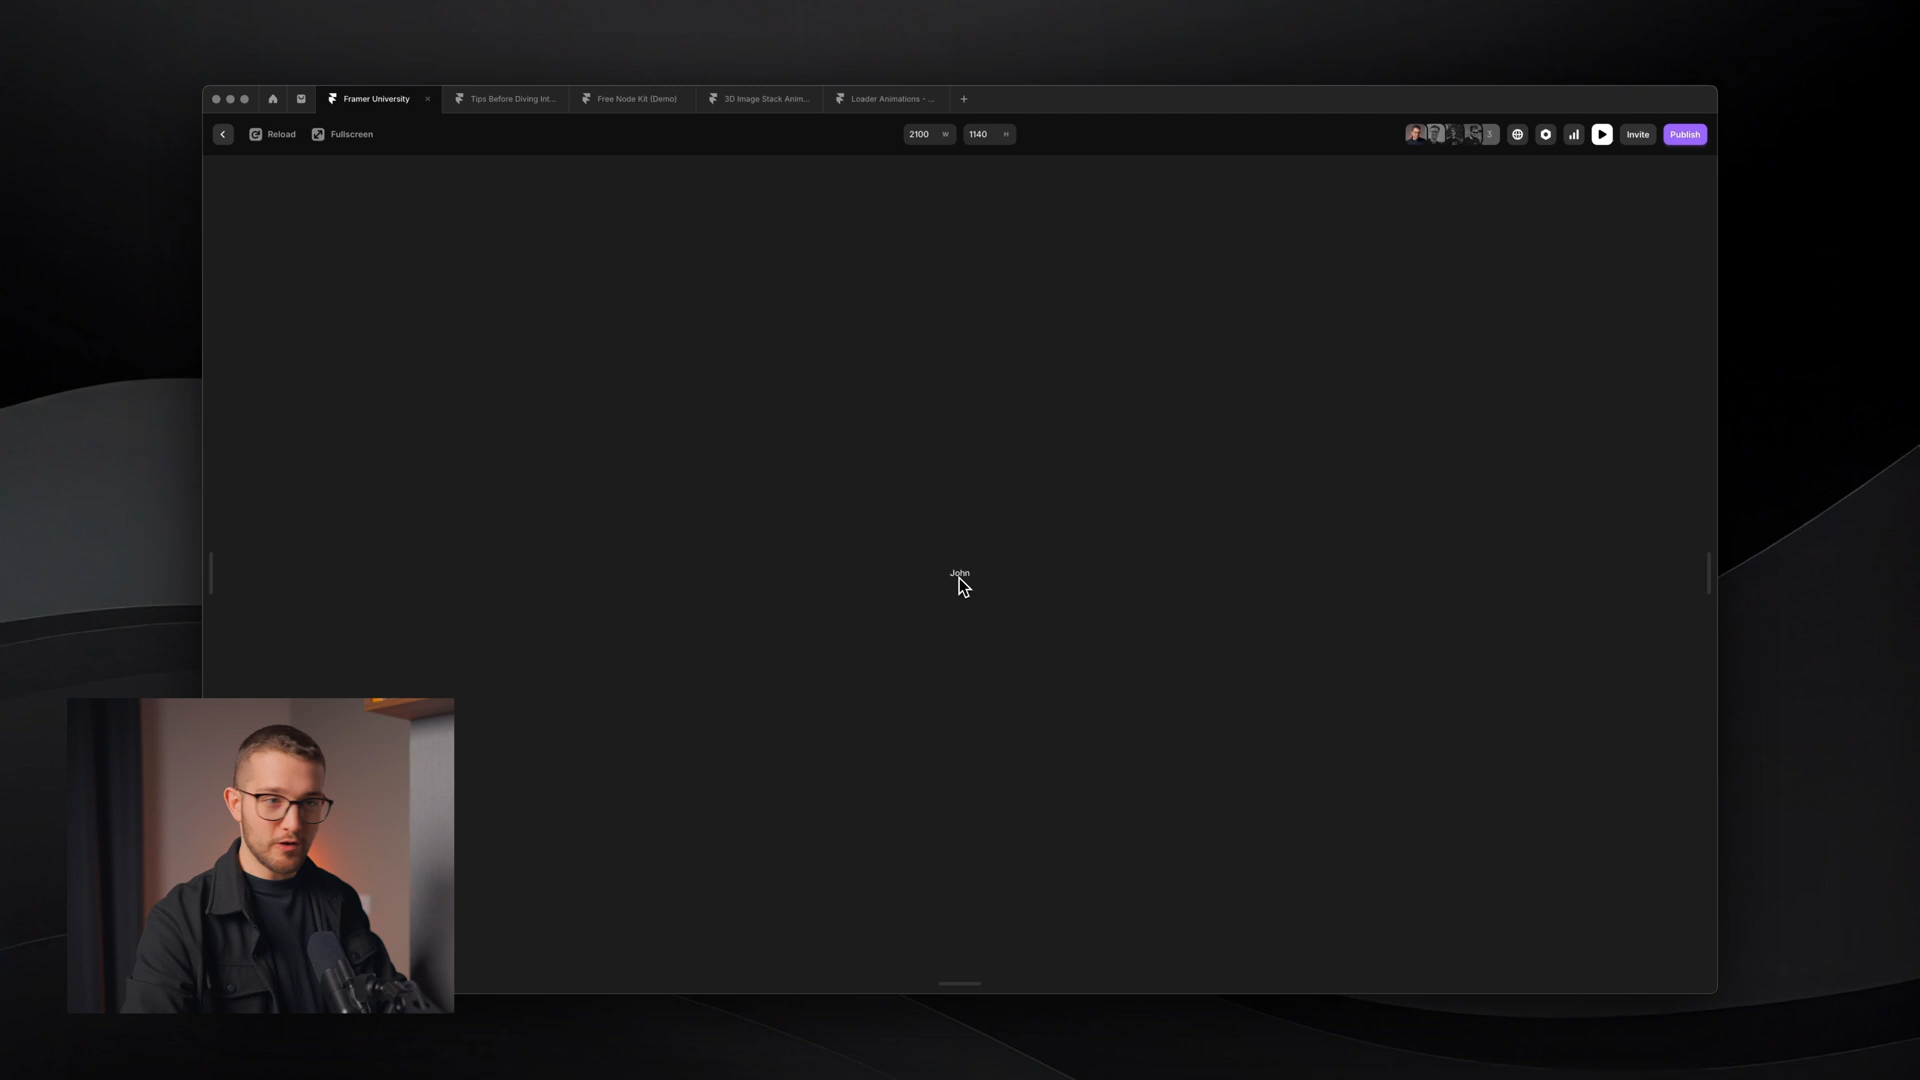 Framer University
Tips Before Diving Int...
Free Node Kit (Demo)
3D Image Stack Anim...
Loader Animations - ...
Reload
Fullscreen
2100 W
1140 H
3
Invite
Publish
John